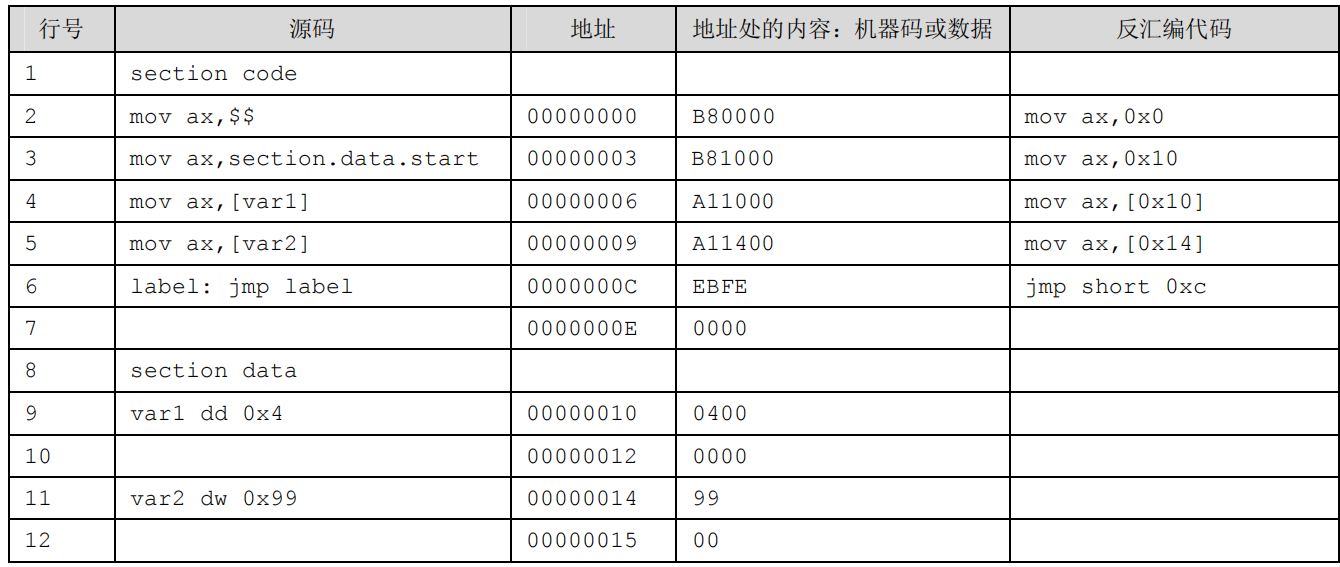 行号 源码 地址 地址处的内容：机器码或数据 反汇编代码
1 section code
2 mov ax,$$ 00000000 B80000 mov ax,0x0
3 mov ax,section.data.start 00000003 B81000 mov ax,0x10
4 mov ax,[var1] 00000006 A11000 mov ax,[0x10]
5 mov ax,[var2] 00000009 A11400 mov ax,[0x14]
6 label: jmp label 0000000C EBFE jmp short 0xc
7 0000000E 0000
8 section data
9 var1 dd 0x4 00000010 0400
10 00000012 0000
11 var2 dw 0x99 00000014 99
12 00000015 00